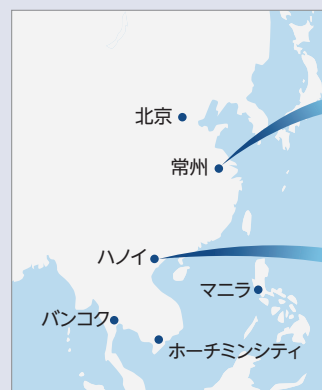 北京
常州
ハノイ
マニラ
バンコク
ホーチミンシティ